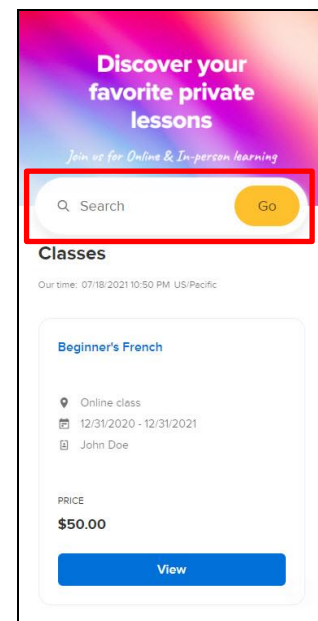 Discover your
favorite private
lessons
Join us for Online & In-person learning
Search
Go
Classes
Our time: 07/18/2021 10:50 PM US/Pacific
Beginner's French
Online class
12/31/2020 - 12/31/2021
John Doe
PRICE
$50.00
View